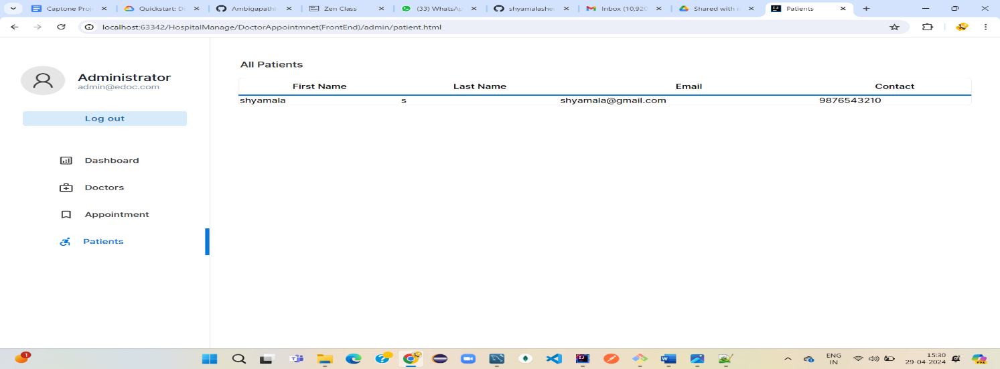 Captone Proj
Quickstart: D
Ambigapathi-
Zen Class
(33) WhatsAp
shyamalashe
Inbox (10,920
Shared with
Patients
localhost:63342/HospitalManage/DoctorAppointmnet(FrontEnd)/admin/patient.html
Administrator
admin@edoc.com
Log out
Dashboard
Doctors
Appointment
Patients
All Patients
First Name Last Name Email Contact
shyamala s shyamala@gmail.com 9876543210
1
ENG
IN
15:30
29-04-2024